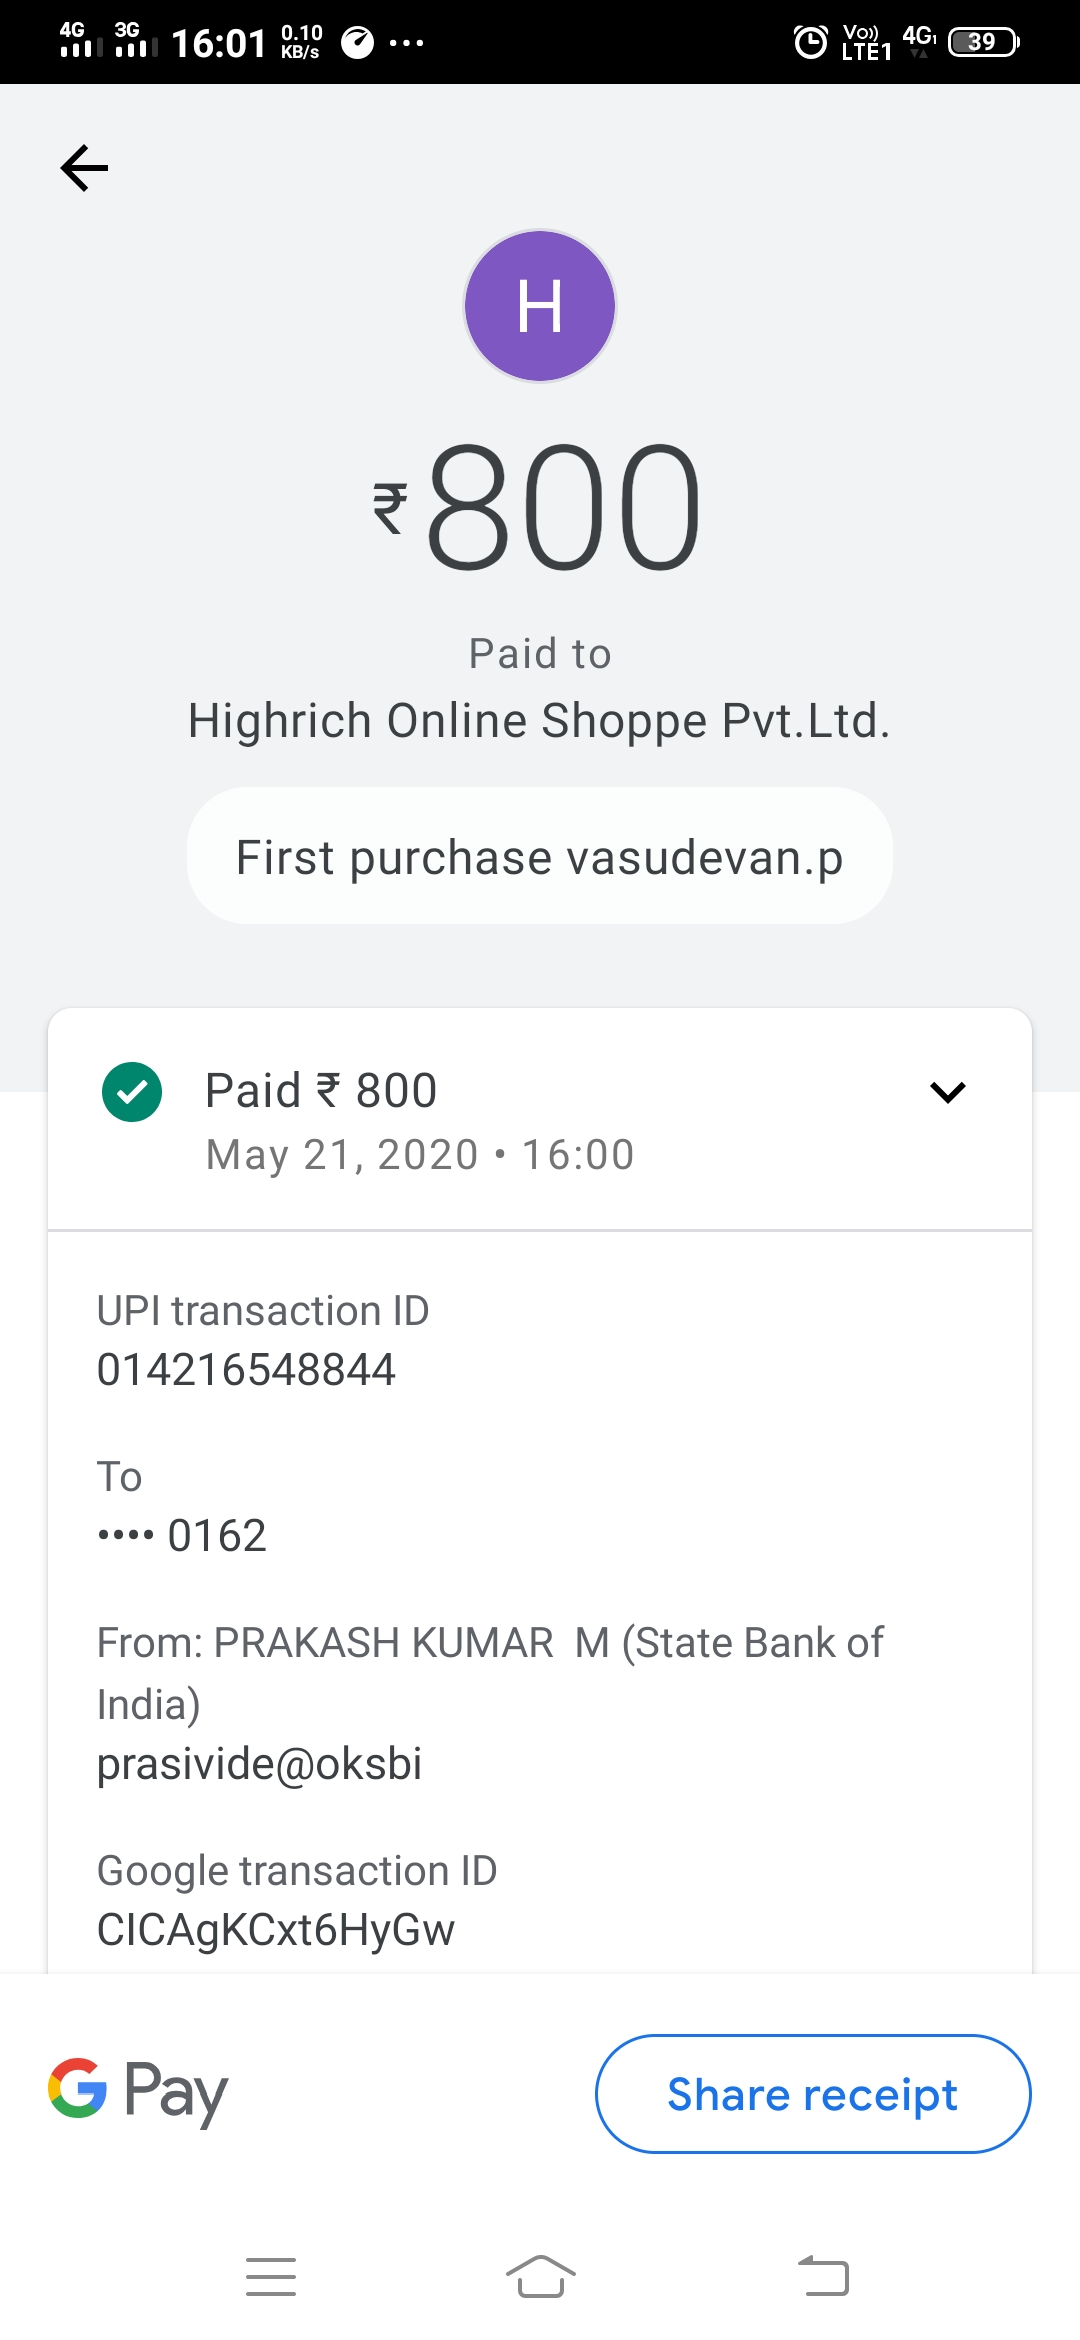 4G 3G 16:01 0.10 KB/s ... Vo)) LTE1 4G1 39
H
₹800
Paid to
Highrich Online Shoppe Pvt.Ltd.
First purchase vasudevan.p
Paid ₹ 800
May 21, 2020 • 16:00
UPI transaction ID
014216548844
To
•••• 0162
From: PRAKASH KUMAR  M (State Bank of
India)
prasivide@oksbi
Google transaction ID
CICAgKCxt6HyGw
G Pay
Share receipt